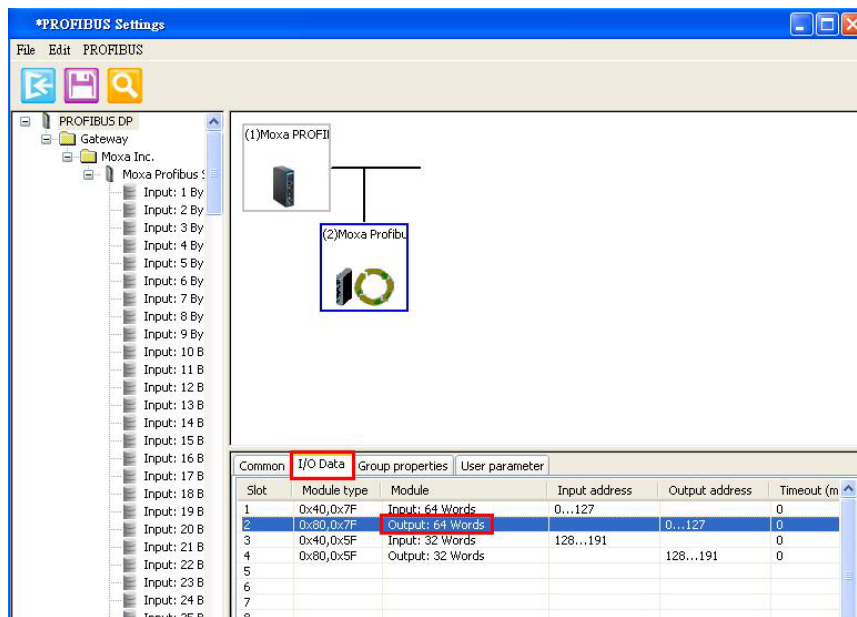 *PROFIBUS Settings
File Edit PROFIBUS
PROFIBUS DP
Gateway
Moxa Inc.
Moxa Profibus S
Input: 1 By
Input: 2 By
Input: 3 By
Input: 4 By
Input: 5 By
Input: 6 By
Input: 7 By
Input: 8 By
Input: 9 By
Input: 10 B
Input: 11 B
Input: 12 B
Input: 13 B
Input: 14 B
Input: 15 B
Input: 16 B
Input: 17 B
Input: 18 B
Input: 19 B
Input: 20 B
Input: 21 B
Input: 22 B
Input: 23 B
Input: 24 B
(1)Moxa PROFII
(2)Moxa Profibu
Common I/O Data Group properties User parameter
Slot Module type Module Input address Output address Timeout (m
1 0x40,0x7F Input: 64 Words 0...127 0
2 0x80,0x7F Output: 64 Words 0...127 0
3 0x40,0x5F Input: 32 Words 128...191 0
4 0x80,0x5F Output: 32 Words 128...191 0
5
6
7